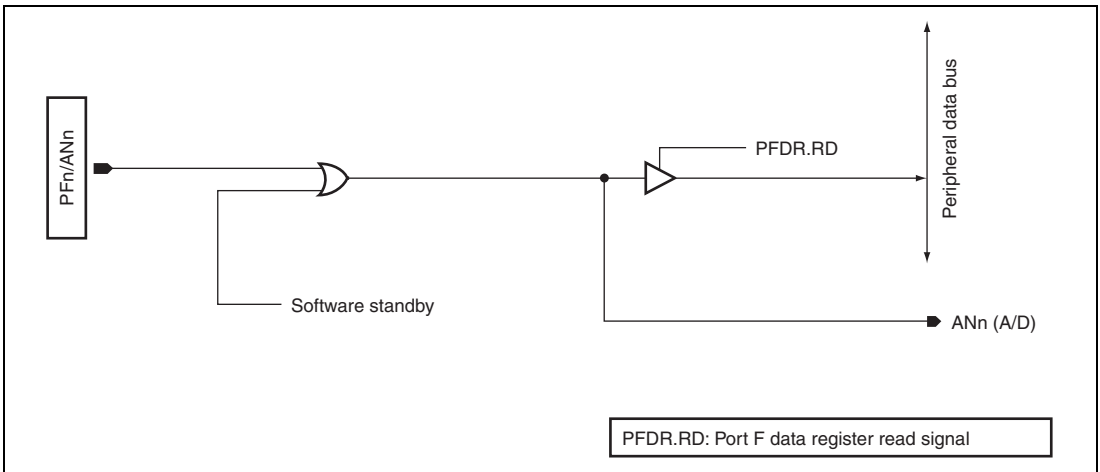 PFn/ANn
PFDR.RD
Peripheral data bus
Software standby
ANn (A/D)
PFDR.RD: Port F data register read signal